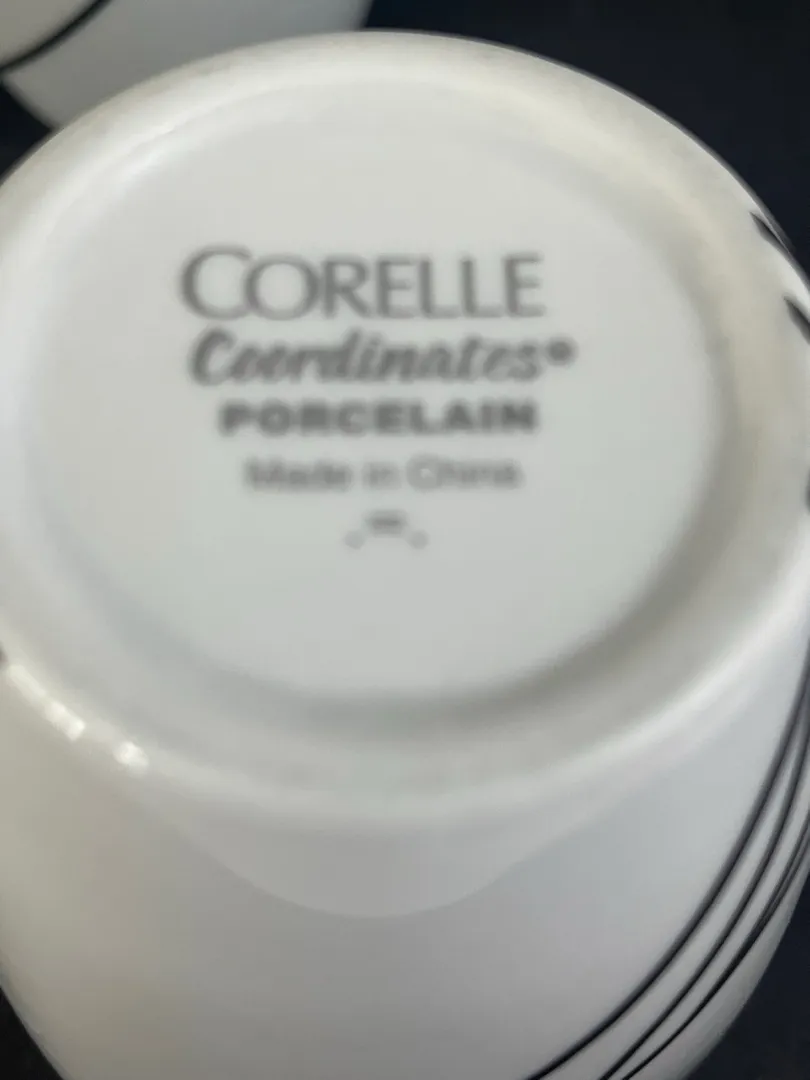 CORELLE
Coordinates®
PORCELAIN
Made in China